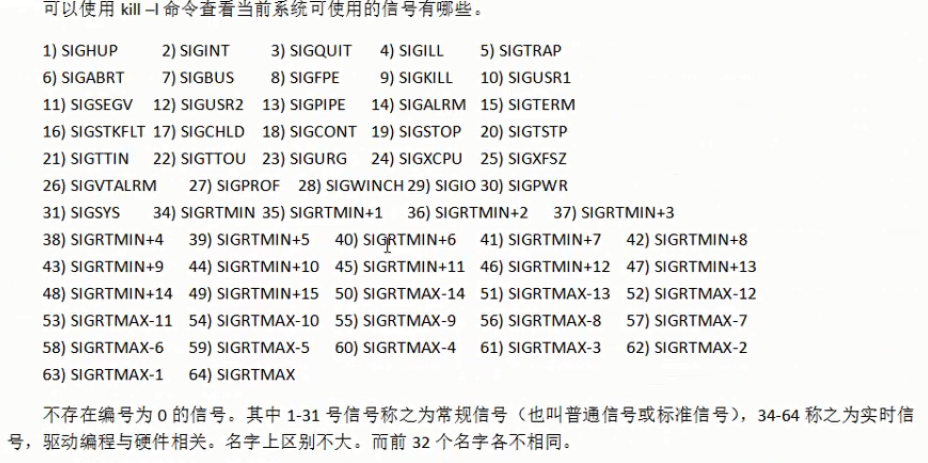 可以使用 kill –l 命令查看当前系统可使用的信号有哪些。
1) SIGHUP 2) SIGINT 3) SIGQUIT 4) SIGILL 5) SIGTRAP
6) SIGABRT 7) SIGBUS 8) SIGFPE 9) SIGKILL 10) SIGUSR1
11) SIGSEGV 12) SIGUSR2 13) SIGPIPE 14) SIGALRM 15) SIGTERM
16) SIGSTKFLT 17) SIGCHLD 18) SIGCONT 19) SIGSTOP 20) SIGTSTP
21) SIGTTIN 22) SIGTTOU 23) SIGURG 24) SIGXCPU 25) SIGXFSZ
26) SIGVTALRM 27) SIGPROF 28) SIGWINCH 29) SIGIO 30) SIGPWR
31) SIGSYS 34) SIGRTMIN 35) SIGRTMIN+1 36) SIGRTMIN+2 37) SIGRTMIN+3
38) SIGRTMIN+4 39) SIGRTMIN+5 40) SIGRTMIN+6 41) SIGRTMIN+7 42) SIGRTMIN+8
43) SIGRTMIN+9 44) SIGRTMIN+10 45) SIGRTMIN+11 46) SIGRTMIN+12 47) SIGRTMIN+13
48) SIGRTMIN+14 49) SIGRTMIN+15 50) SIGRTMAX-14 51) SIGRTMAX-13 52) SIGRTMAX-12
53) SIGRTMAX-11 54) SIGRTMAX-10 55) SIGRTMAX-9 56) SIGRTMAX-8 57) SIGRTMAX-7
58) SIGRTMAX-6 59) SIGRTMAX-5 60) SIGRTMAX-4 61) SIGRTMAX-3 62) SIGRTMAX-2
63) SIGRTMAX-1 64) SIGRTMAX
不存在编号为 0 的信号。其中 1-31 号信号称之为常规信号（也叫普通信号或标准信号），34-64 称之为实时信
号，驱动编程与硬件相关。名字上区别不大。而前 32 个名字各不相同。